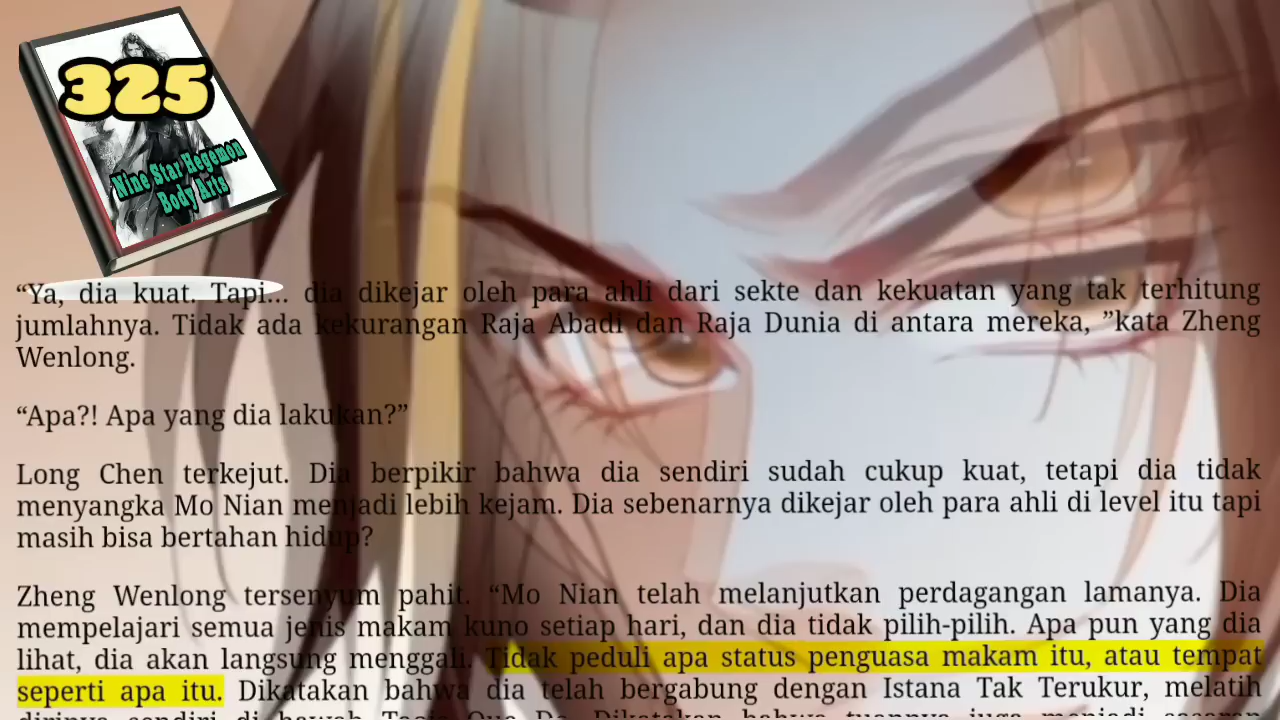 325
Nine Star Hegemon
Body Arts
“Ya, dia kuat. Tapi... dia dikejar oleh para ahli dari sekte dan kekuatan yang tak terhitung
jumlahnya. Tidak ada kekurangan Raja Abadi dan Raja Dunia di antara mereka, ”kata Zheng
Wenlong.
“Apa?! Apa yang dia lakukan?”
Long Chen terkejut. Dia berpikir bahwa dia sendiri sudah cukup kuat, tetapi dia tidak
menyangka Mo Nian menjadi lebih kejam. Dia sebenarnya dikejar oleh para ahli di level itu tapi
masih bisa bertahan hidup?
Zheng Wenlong tersenyum pahit. “Mo Nian telah melanjutkan perdagangan lamanya. Dia
mempelajari semua jenis makam kuno setiap hari, dan dia tidak pilih-pilih. Apa pun yang dia
lihat, dia akan langsung menggali. Tidak peduli apa status penguasa makam itu, atau tempat
seperti apa itu. Dikatakan bahwa dia telah bergabung dengan Istana Tak Terukur, melatih